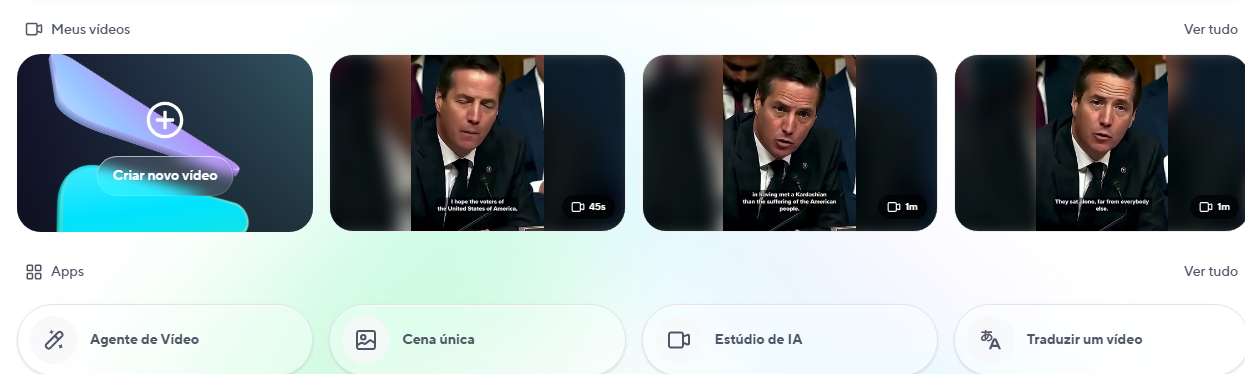 Meus vídeos
Ver tudo
Criar novo vídeo
I hope the voters of
the United States of America,
45s
in having met a Kardashian
than the suffering of the American
people.
1m
They sat alone, far from everybody
else.
1m
Apps
Ver tudo
Agente de Vídeo
Cena única
Estúdio de IA
Traduzir um vídeo